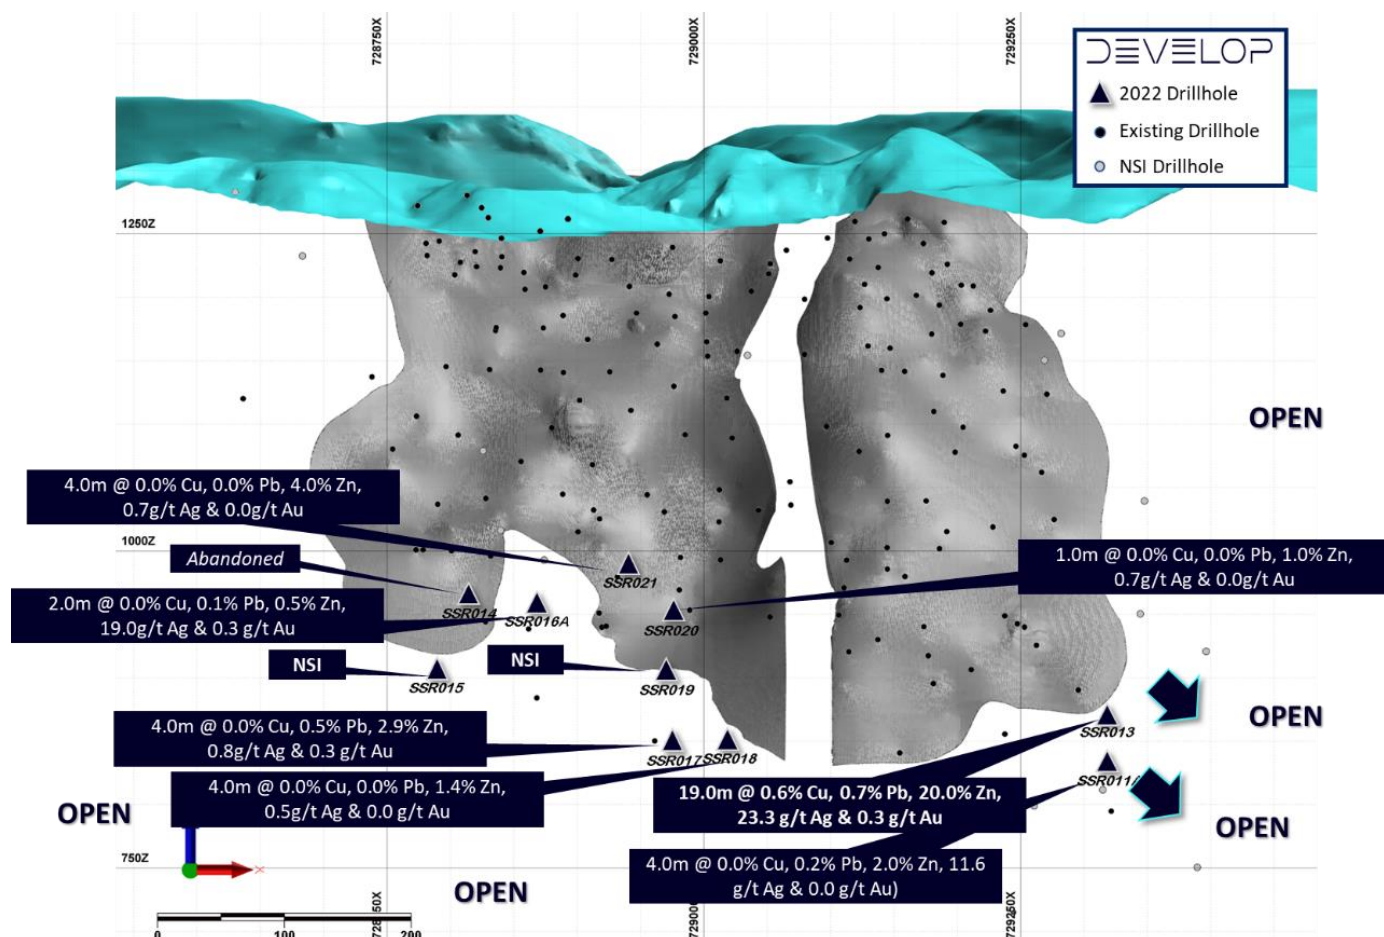 728750X
729000X
729250X
DEVELOP
2022 Drillhole
Existing Drillhole
NSI Drillhole
1250Z
OPEN
4.0m @ 0.0% Cu, 0.0% Pb, 4.0% Zn,
0.7g/t Ag & 0.0g/t Au
1000Z
Abandoned
1.0m @ 0.0% Cu, 0.0% Pb, 1.0% Zn,
0.7g/t Ag & 0.0g/t Au
SSR021
2.0m @ 0.0% Cu, 0.1% Pb, 0.5% Zn,
19.0g/t Ag & 0.3 g/t Au
SSR014
SSR016A
SSR020
NSI
NSI
SSR015
SSR019
4.0m @ 0.0% Cu, 0.5% Pb, 2.9% Zn,
0.8g/t Ag & 0.3 g/t Au
OPEN
SSR013
SSR017
SSR018
4.0m @ 0.0% Cu, 0.0% Pb, 1.4% Zn,
0.5g/t Ag & 0.0 g/t Au
19.0m @ 0.6% Cu, 0.7% Pb, 20.0% Zn,
23.3 g/t Ag & 0.3 g/t Au
SSR011A
OPEN
OPEN
4.0m @ 0.0% Cu, 0.2% Pb, 2.0% Zn, 11.6
g/t Ag & 0.0 g/t Au)
750Z
X
OPEN
729000
0
100
200